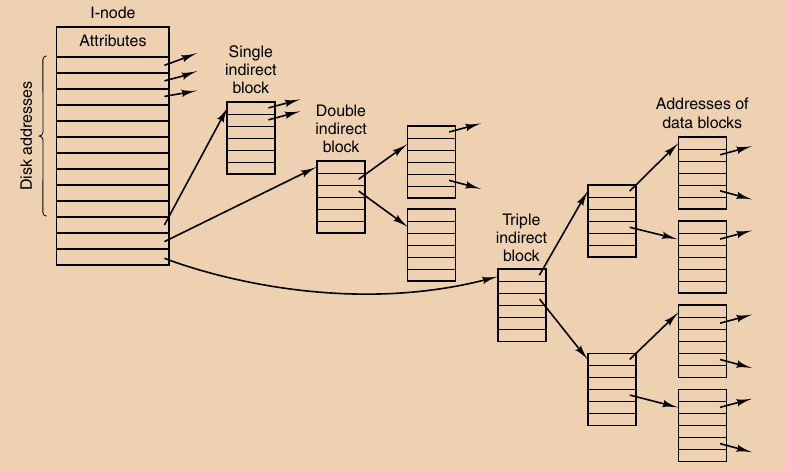 I-node
Attributes
Disk addresses
Single
indirect
block
Double
indirect
block
Triple
indirect
block
Addresses of
data blocks